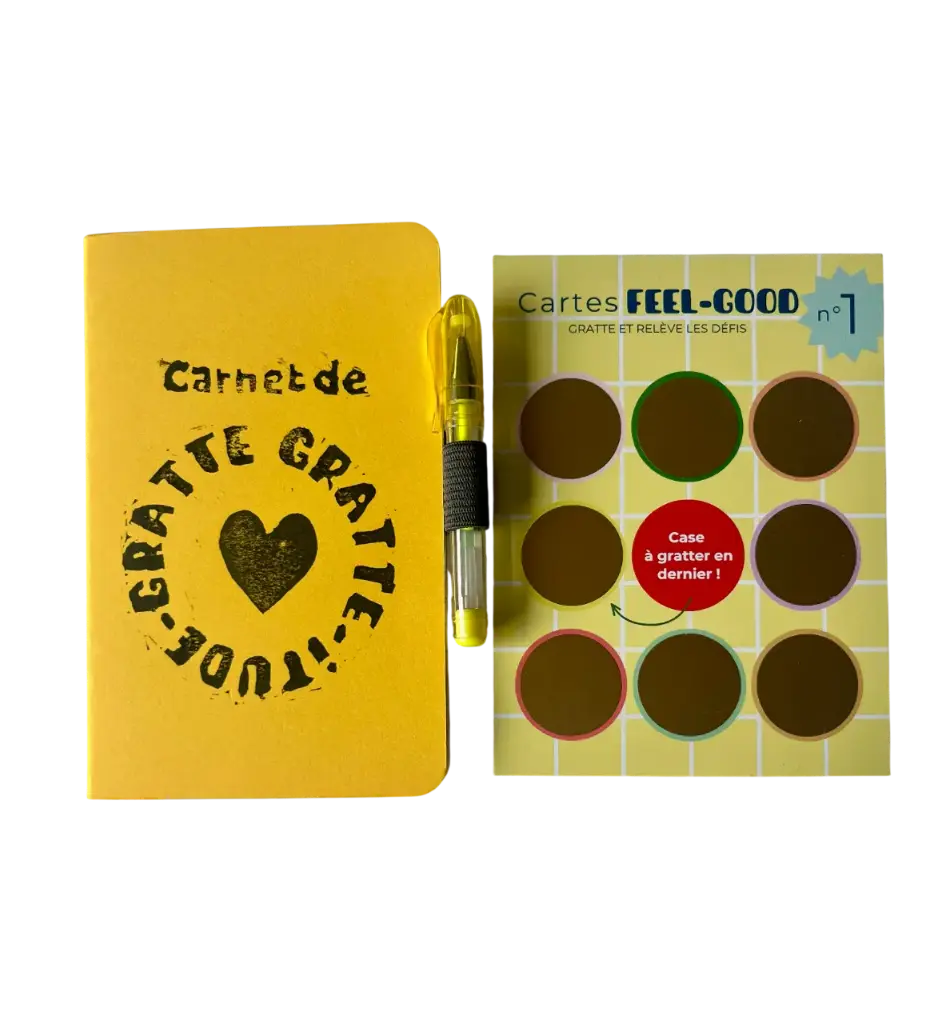 Carnet de
GRATTE GRATTE-iTUDE-
Cartes FEEL-GOOD
n°1
GRATTE ET RELÈVE LES DÉFIS
Case
à gratter en
dernier !